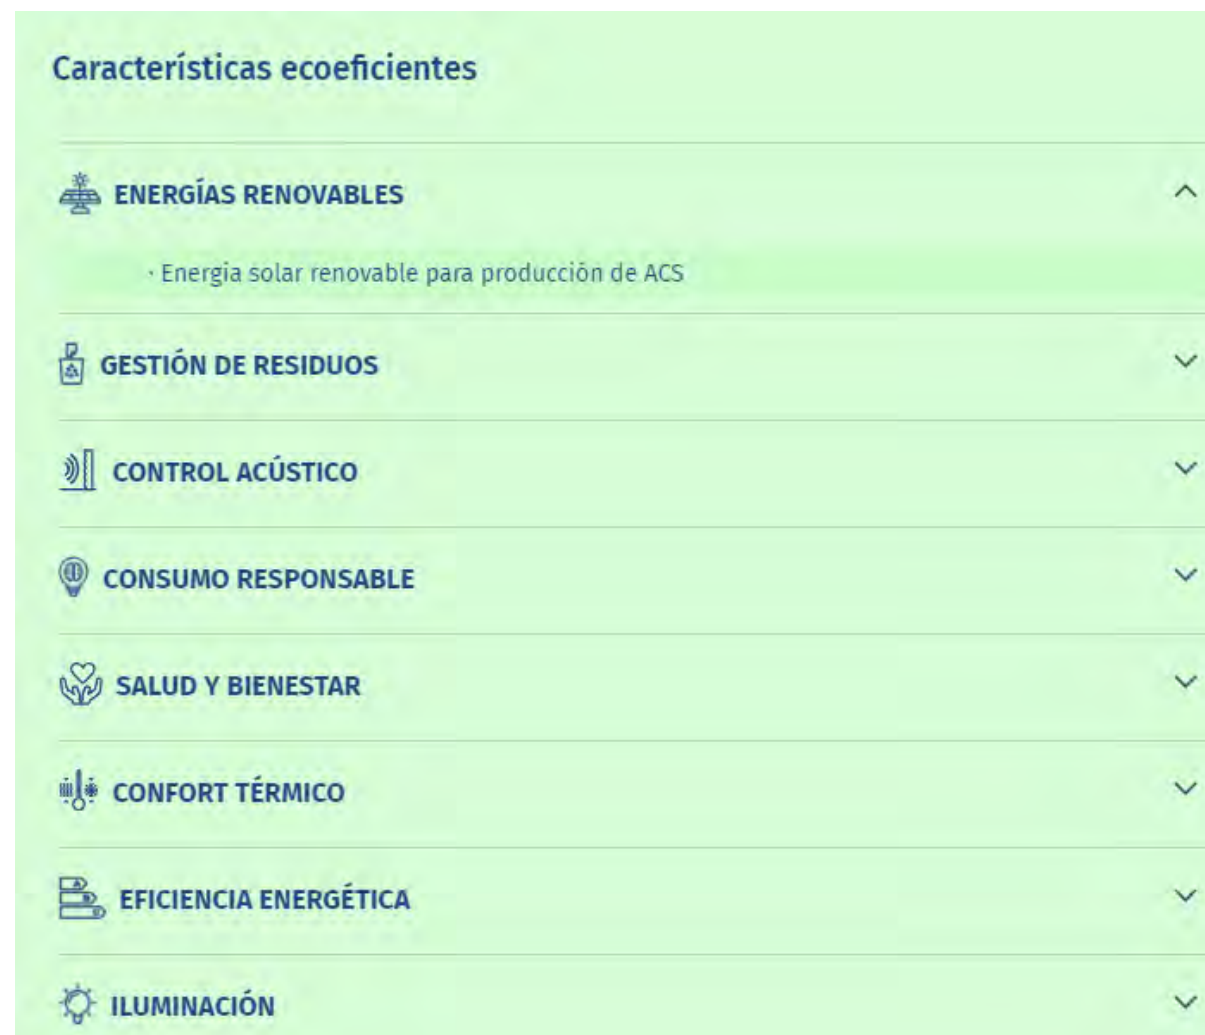 Características ecoeficientes
ENERGÍAS RENOVABLES
· Energía solar renovable para producción de ACS
GESTIÓN DE RESIDUOS
CONTROL ACÚSTICO
CONSUMO RESPONSABLE
SALUD Y BIENESTAR
CONFORT TÉRMICO
EFICIENCIA ENERGÉTICA
ILUMINACIÓN